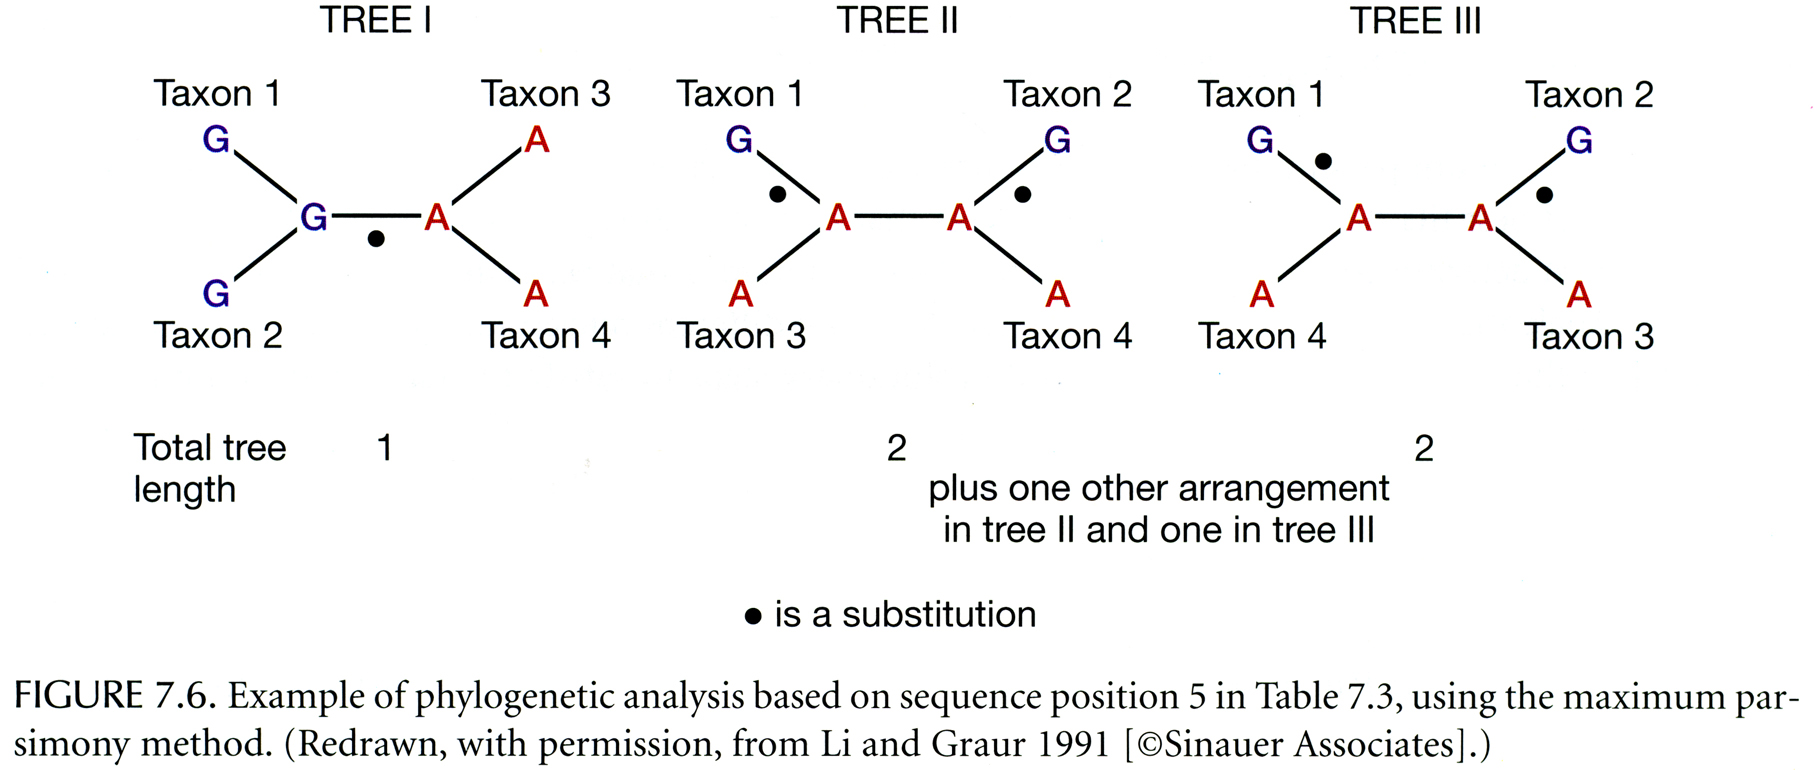 TREE I TREE II TREE III
Taxon 1 Taxon 3 Taxon 1 Taxon 2 Taxon 1 Taxon 2
G A G G G G
G A A A A A
G A A A A A
Taxon 2 Taxon 4 Taxon 3 Taxon 4 Taxon 4 Taxon 3
Total tree 1 2 2
length
plus one other arrangement
in tree II and one in tree III
● is a substitution
FIGURE 7.6. Example of phylogenetic analysis based on sequence position 5 in Table 7.3, using the maximum par-
simony method. (Redrawn, with permission, from Li and Graur 1991 [©Sinauer Associates].)